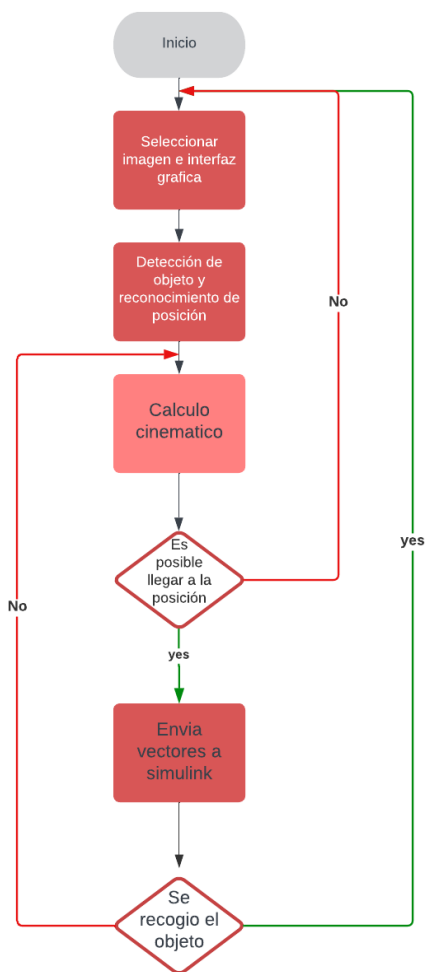 Inicio
Seleccionar
imagen e interfaz
grafica
Detección de
objeto y
reconocimiento de
posición
No
Calculo
cinematico
Es
posible
llegar a la
posición
yes
No
yes
Envia
vectores a
simulink
Se
recogio el
objeto